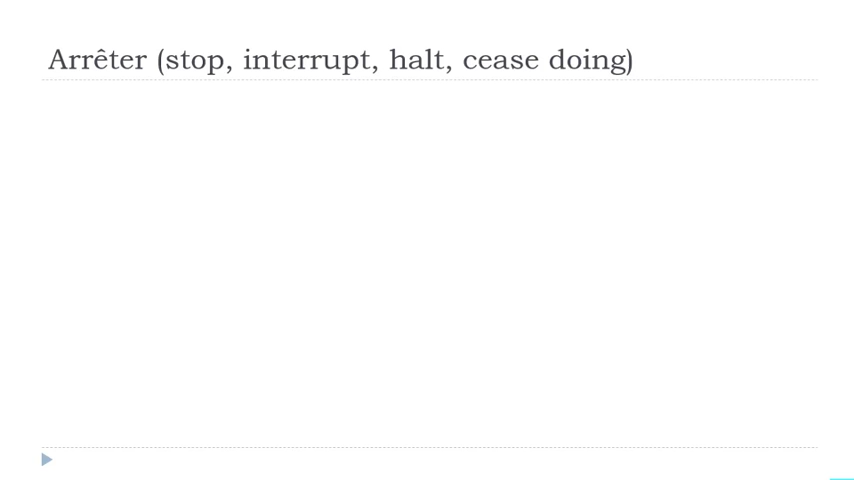 Arrêter (stop, interrupt, halt, cease doing)